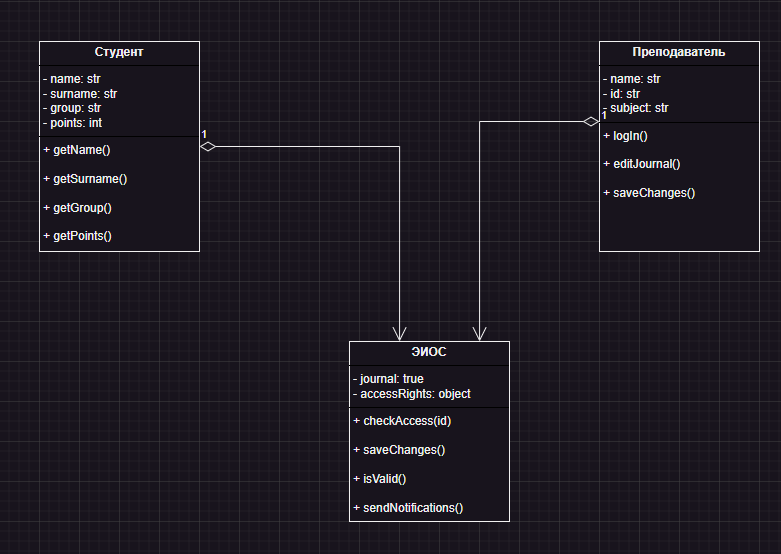 Студент
- name: str
- surname: str
- group: str
- points: int
+ getName()
+ getSurname()
+ getGroup()
+ getPoints()
1
Преподаватель
- name: str
- id: str
- subject: str
1
+ logIn()
+ editJournal()
+ saveChanges()
ЭИОС
- journal: true
- accessRights: object
+ checkAccess(id)
+ saveChanges()
+ isValid()
+ sendNotifications()